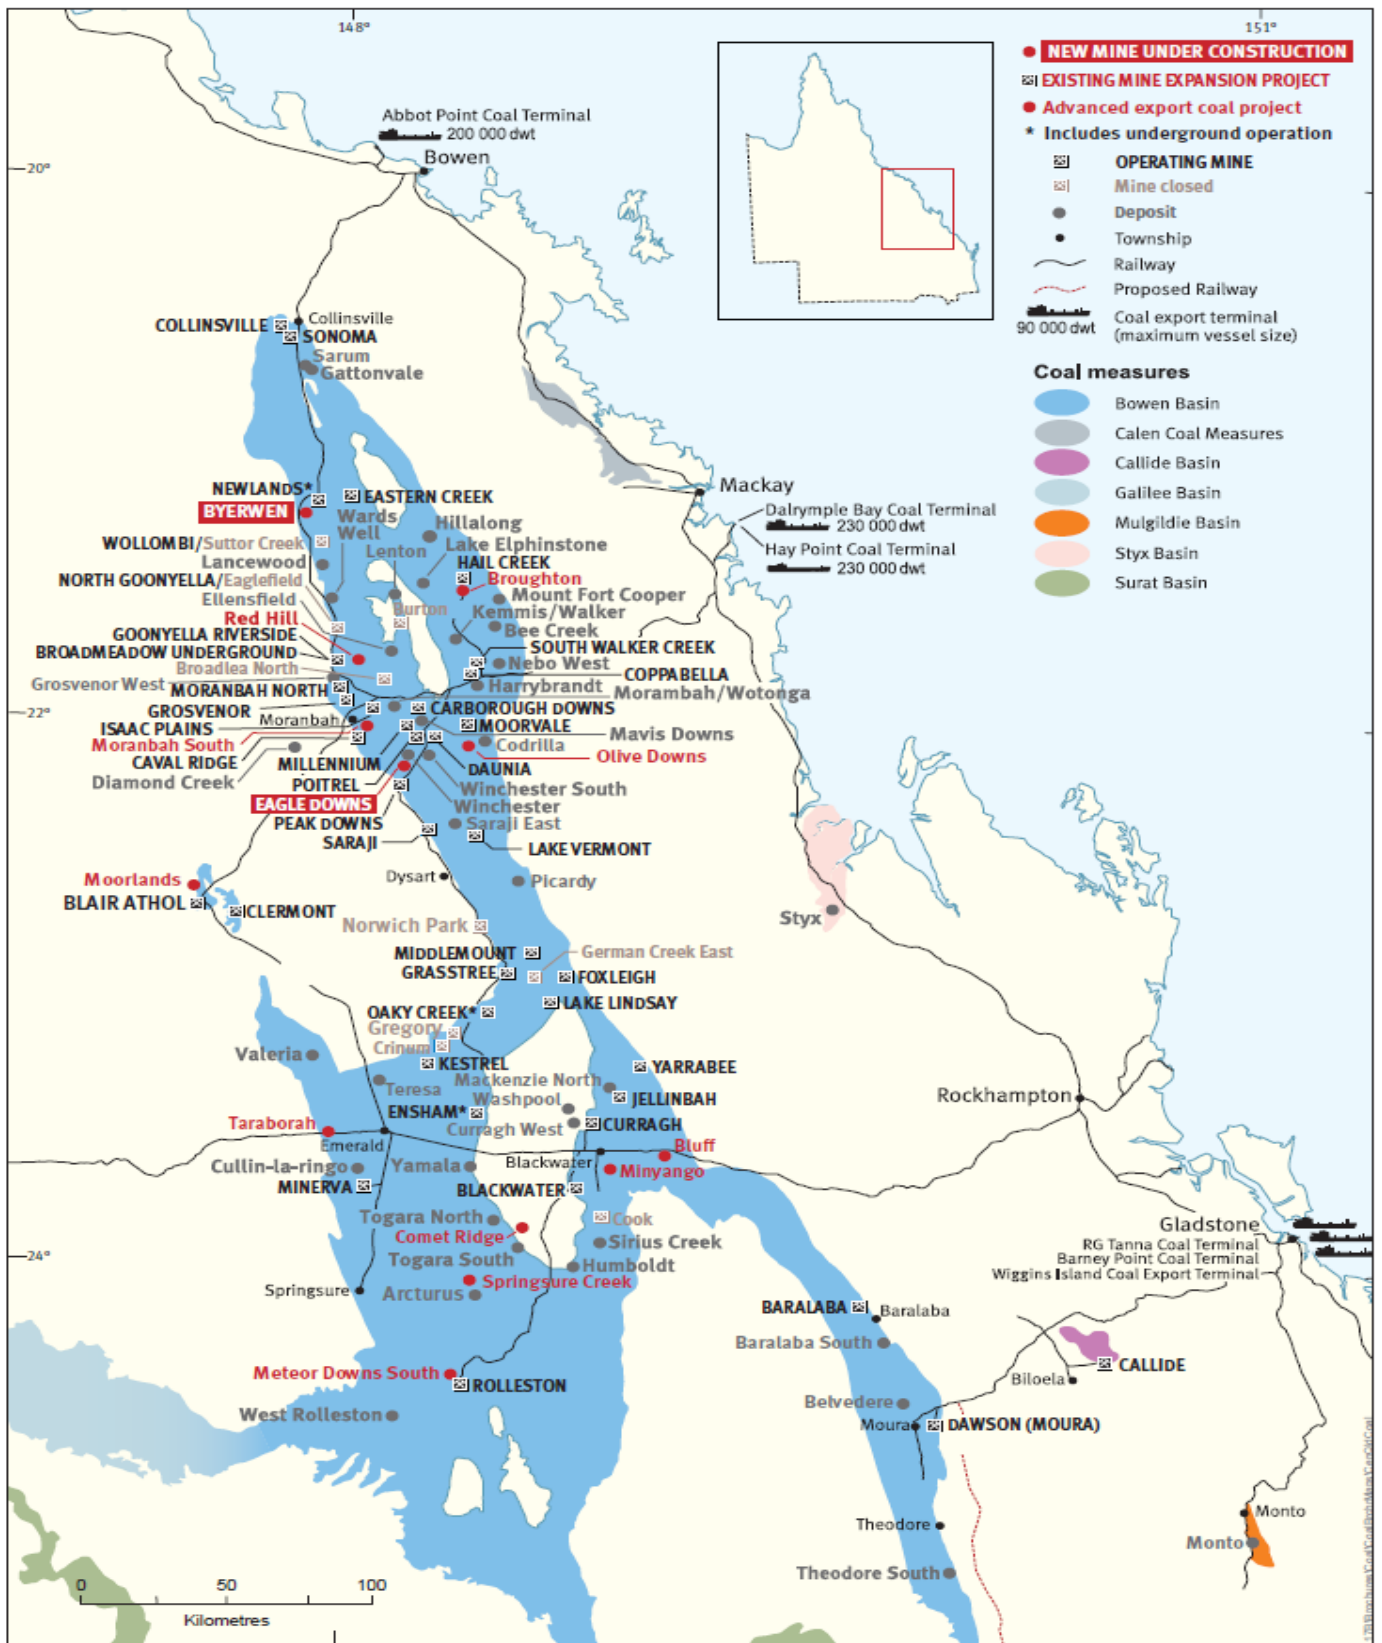 148°
151°
NEW MINE UNDER CONSTRUCTION
EXISTING MINE EXPANSION PROJECT
Advanced export coal project
* Includes underground operation
OPERATING MINE
Mine closed
Deposit
Township
Railway
Proposed Railway
90 000 dwt
Coal export terminal
(maximum vessel size)
Coal measures
Bowen Basin
Calen Coal Measures
Callide Basin
Galilee Basin
Mulgildie Basin
Styx Basin
Surat Basin
Abbot Point Coal Terminal
200 000 dwt
Bowen
20°
COLLINSVILLE
Collinsville
SONOMA
Sarum
Gattonvale
NEWLANDS*
EASTERN CREEK
BYERWEN
Wards
Well
Hillalong
WOLLOMBI/Suttor Creek
Lenton
Lake Elphinstone
Lancewood
HAIL CREEK
NORTH GOONYELLA/Eaglefield
Broughton
Ellensfield
Mount Fort Cooper
Burton
Kemmis/Walker
Red Hill
Bee Creek
GOONYELLA RIVERSIDE
SOUTH WALKER CREEK
BROADMEADOW UNDERGROUND
Nebo West
Broadlea North
COPPABELLA
Grosvenor West
MORANBAH NORTH
Harrybrandt
Morambah/Wotonga
GROSVENOR
CARBOROUGH DOWNS
22°
Moranbah
ISAAC PLAINS
MOORVALE
Mavis Downs
Moranbah South
Codrilla
Olive Downs
CAVAL RIDGE
MILLENNIUM
DAUNIA
Diamond Creek
POITREL
Winchester South
EAGLE DOWNS
Winchester
PEAK DOWNS
Saraji East
SARAJI
LAKE VERMONT
Mackay
Dalrymple Bay Coal Terminal
230 000 dwt
Hay Point Coal Terminal
230 000 dwt
Dysart
Moorlands
Picardy
BLAIR ATHOL
CLERMONT
Styx
Norwich Park
MIDDLEMOUNT
German Creek East
GRASSTREE
FOXLEIGH
LAKE LINDSAY
OAKY CREEK*
Gregory
Crinum
Valeria
KESTREL
YARRABEE
Teresa
Mackenzie North
JELLINBAH
Washpool
ENSHAM*
Rockhampton
Taraborah
Curragh West
CURRAGH
Emerald
Bluff
Cullin-la-ringo
Yamala
Blackwater
Minyango
MINERVA
BLACKWATER
Togara North
Cook
Comet Ridge
Sirius Creek
Togara South
Humboldt
24°
Springsure
Springsure Creek
Arcturus
Gladstone
RG Tanna Coal Terminal
Barney Point Coal Terminal
Wiggins Island Coal Export Terminal
BARALABA
Baralaba
Baralaba South
CALLIDE
Biloela
Meteor Downs South
ROLLESTON
West Rolleston
Belvedere
Moura
DAWSON (MOURA)
Theodore
Monto
Monto
Theodore South
0 50 100
Kilometres